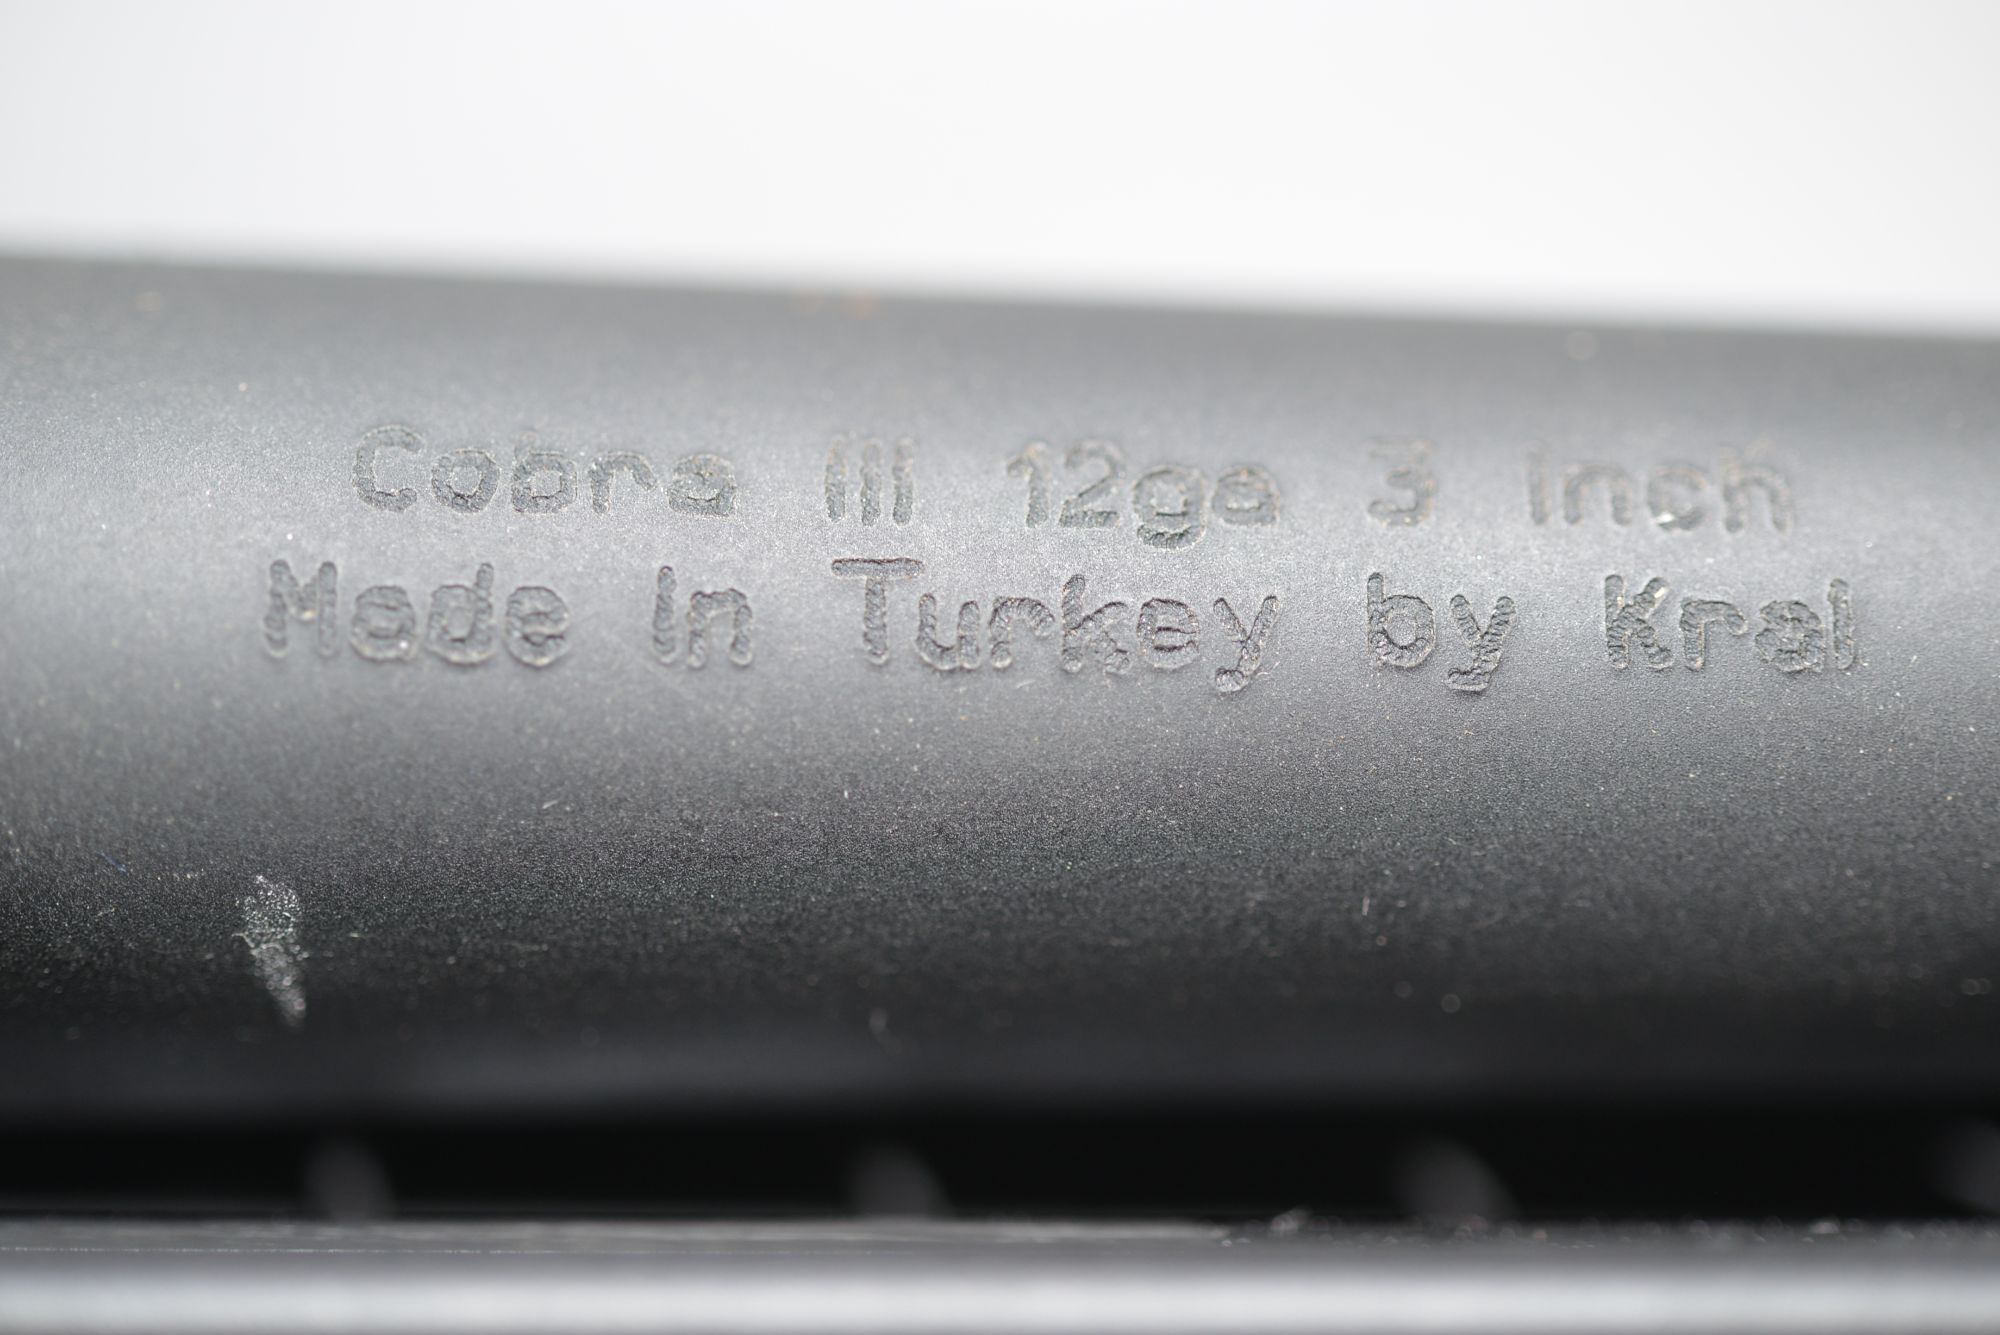 Cobra III 12ga 3 inch
Made In Turkey by Kral